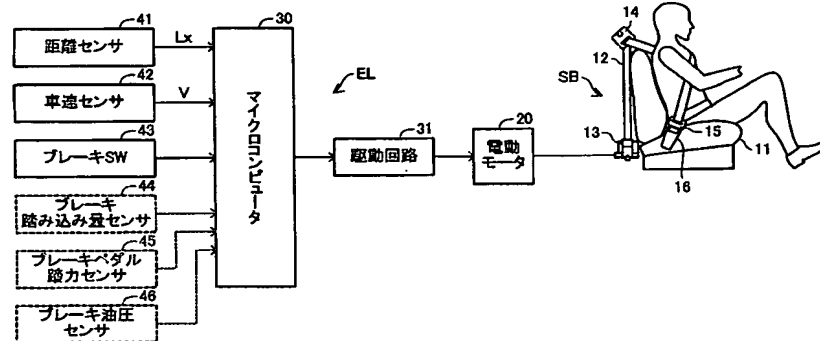 41
距離センサ
Lx
42
車速センサ
V
43
ブレーキSW
44
ブレーキ
踏み込み量センサ
45
ブレーキペダル
踏力センサ
46
ブレーキ油圧
センサ
30
マイクロコンピュータ
EL
31
駆動回路
20
電動
モータ
SB
14
12
13
15
11
16